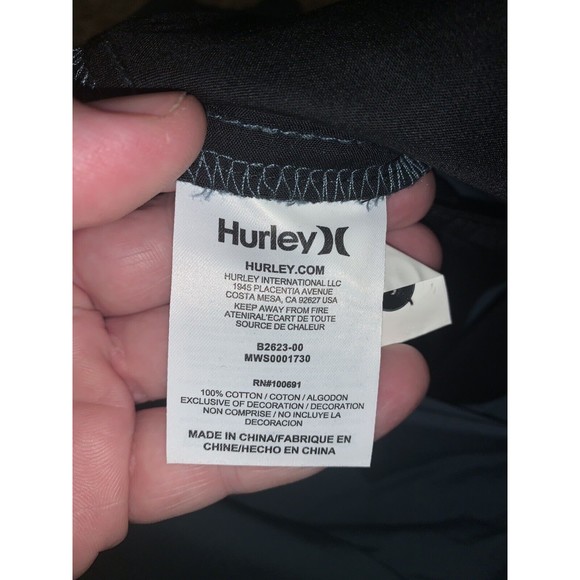 Hurley
HURLEY.COM
HURLEY INTERNATIONAL LLC
1945 PLACENTIA AVENUE
COSTA MESA, CA 92627 USA
KEEP AWAY FROM FIRE
ATENIRAL'ECART DE TOUTE
SOURCE DE CHALEUR
B2623-00
MWS0001730
RN#100691
100% COTTON / COTON / ALGODON
EXCLUSIVE OF DECORATION / DECORATION
NON COMPRISE / NO INCLUYE LA
DECORACION
MADE IN CHINA/FABRIQUE EN
CHINE/HECHO EN CHINA